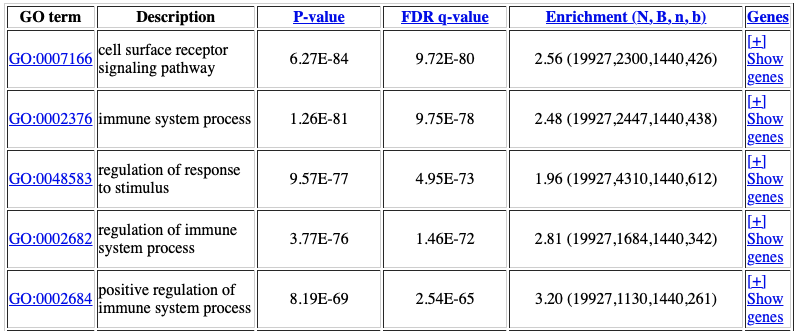 GO term Description P-value FDR q-value Enrichment (N, B, n, b) Genes
GO:0007166 cell surface receptor signaling pathway 6.27E-84 9.72E-80 2.56 (19927,2300,1440,426) [+] Show genes
GO:0002376 immune system process 1.26E-81 9.75E-78 2.48 (19927,2447,1440,438) [+] Show genes
GO:0048583 regulation of response to stimulus 9.57E-77 4.95E-73 1.96 (19927,4310,1440,612) [+] Show genes
GO:0002682 regulation of immune system process 3.77E-76 1.46E-72 2.81 (19927,1684,1440,342) [+] Show genes
GO:0002684 positive regulation of immune system process 8.19E-69 2.54E-65 3.20 (19927,1130,1440,261) [+] Show genes